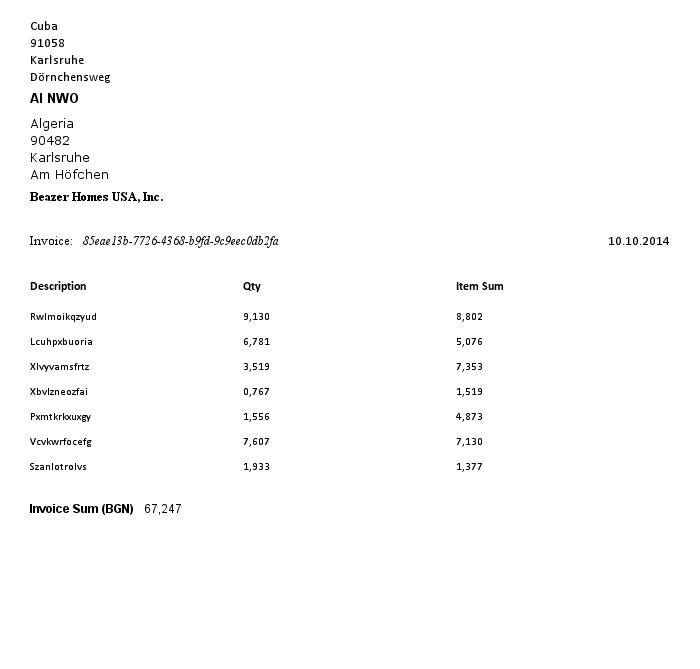 Cuba
91058
Karlsruhe
Dörnchensweg
AI NWO
Algeria
90482
Karlsruhe
Am Höfchen
Beazer Homes USA, Inc.
Invoice: 85eae13b-7726-4368-b9fd-9c9eec0db2fa 10.10.2014
Description Qty Item Sum
Rwlmoikqzyud 9,130 8,802
Lcuhpxbuoria 6,781 5,076
Xlvyvamsfrtz 3,519 7,353
Xbvlzneozfai 0,767 1,519
Pxmtkrkxuxgy 1,556 4,873
Vcvkwrfocefg 7,607 7,130
Szanlotrolvs 1,933 1,377
Invoice Sum (BGN) 67,247